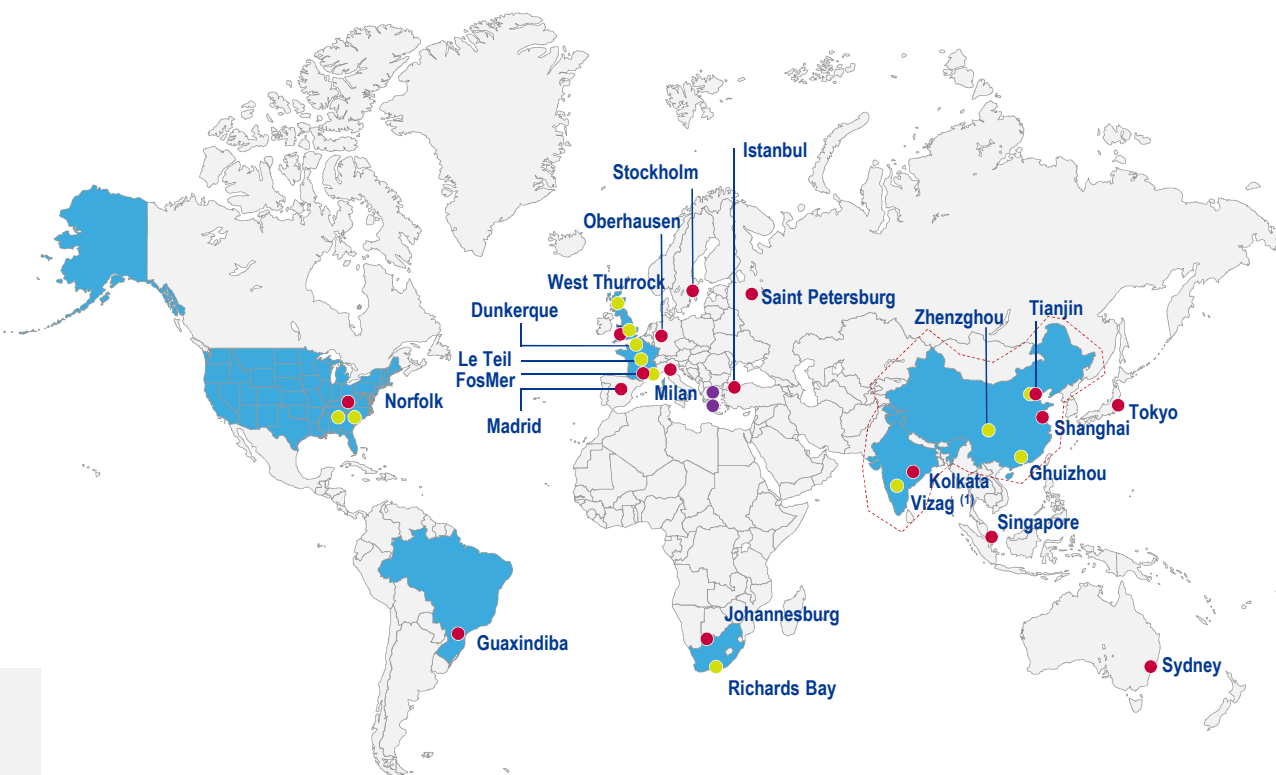 Istanbul
Stockholm
Oberhausen
West Thurrock
Saint Petersburg
Dunkerque
Zhenzghou
Tianjin
Le Teil
FosMer
Milan
Norfolk
Madrid
Tokyo
Shanghai
Ghuizhou
Kolkata
Vizag (1)
Singapore
Johannesburg
Guaxindiba
Sydney
Richards Bay